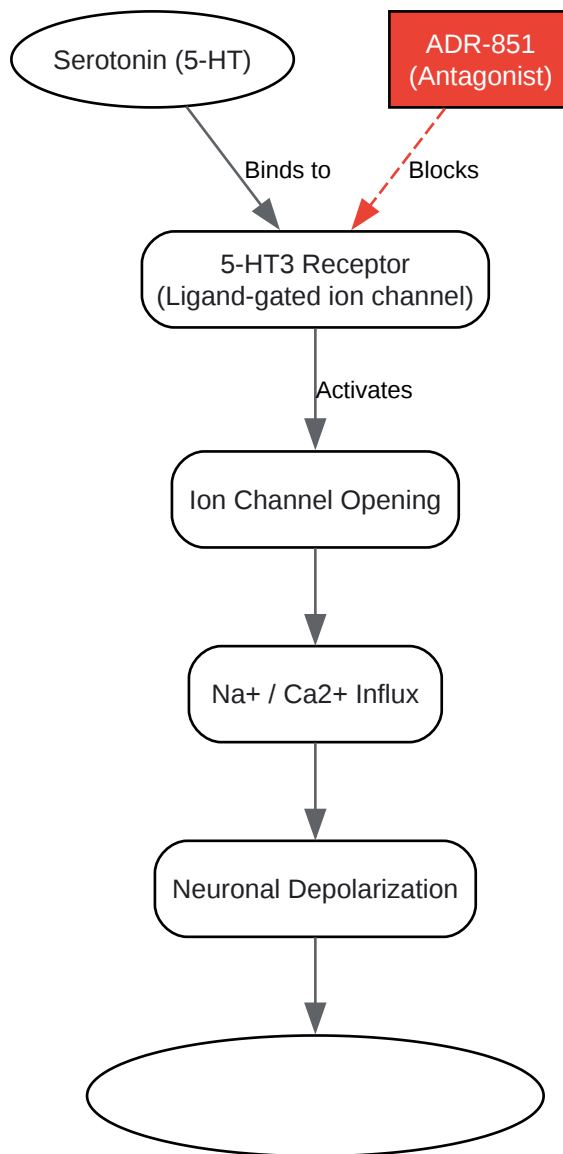 Serotonin (5-HT)
ADR-851
(Antagonist)
Binds to
Blocks
5-HT3 Receptor
(Ligand-gated ion channel)
Activates
Ion Channel Opening
Na+ / Ca2+ Influx
Neuronal Depolarization